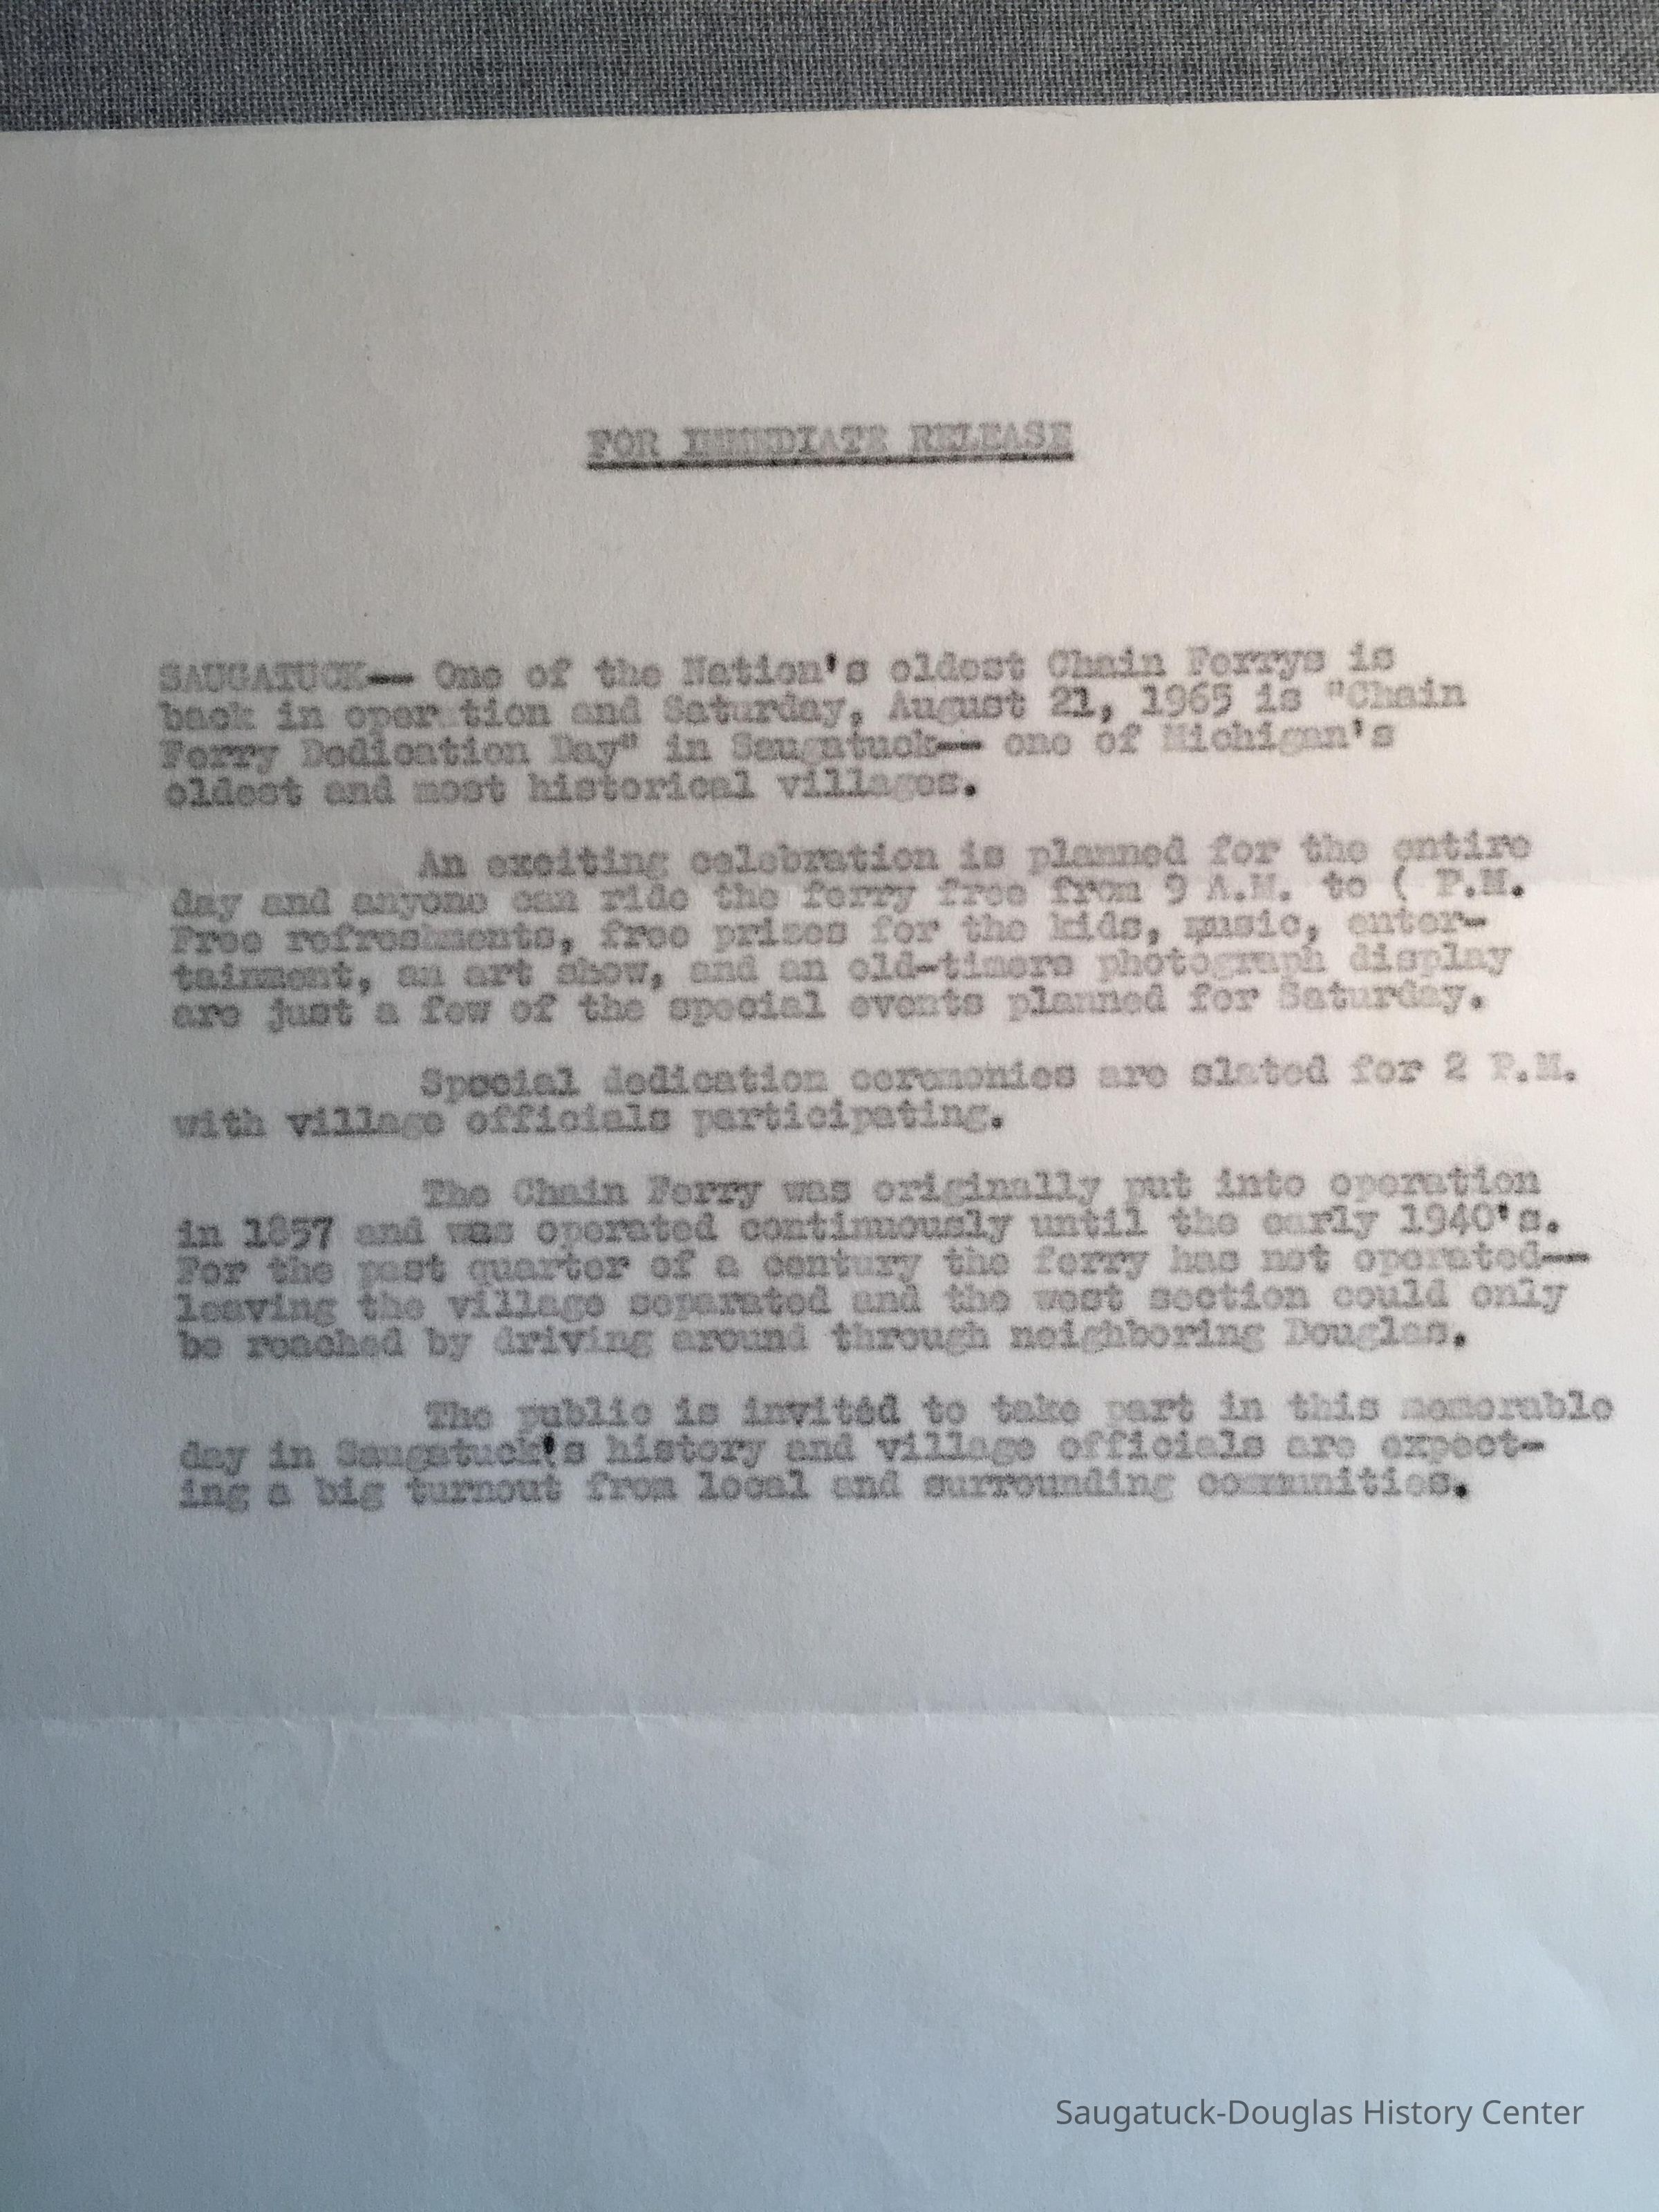 FOR IMMEDIATE RELEASE
SAUGATUCK-- One of the Nation's oldest Chain Ferrys is
back in operation and Saturday, August 21, 1965 is "Chain
Ferry Dedication Day" in Saugatuck-- one of Michigan's
oldest and most historical villages.
An exciting celebration is planned for the entire
day and anyone can ride the ferry free from 9 A.M. to ( P.M.
Free refreshments, free prizes for the kids, music, enter-
tainment, an art show, and an old-timers photograph display
are just a few of the special events planned for Saturday.
Special dedication ceremonies are slated for 2 P.M.
with village officials participating.
The Chain Ferry was originally put into operation
in 1857 and was operated continuously until the early 1940's.
For the past quarter of a century the ferry has not operated--
leaving the village separated and the west section could only
be reached by driving around through neighboring Douglas.
The public is invited to take part in this memorable
day in Saugatuck's history and village officials are expect-
ing a big turnout from local and surrounding communities.
Saugatuck-Douglas History Center